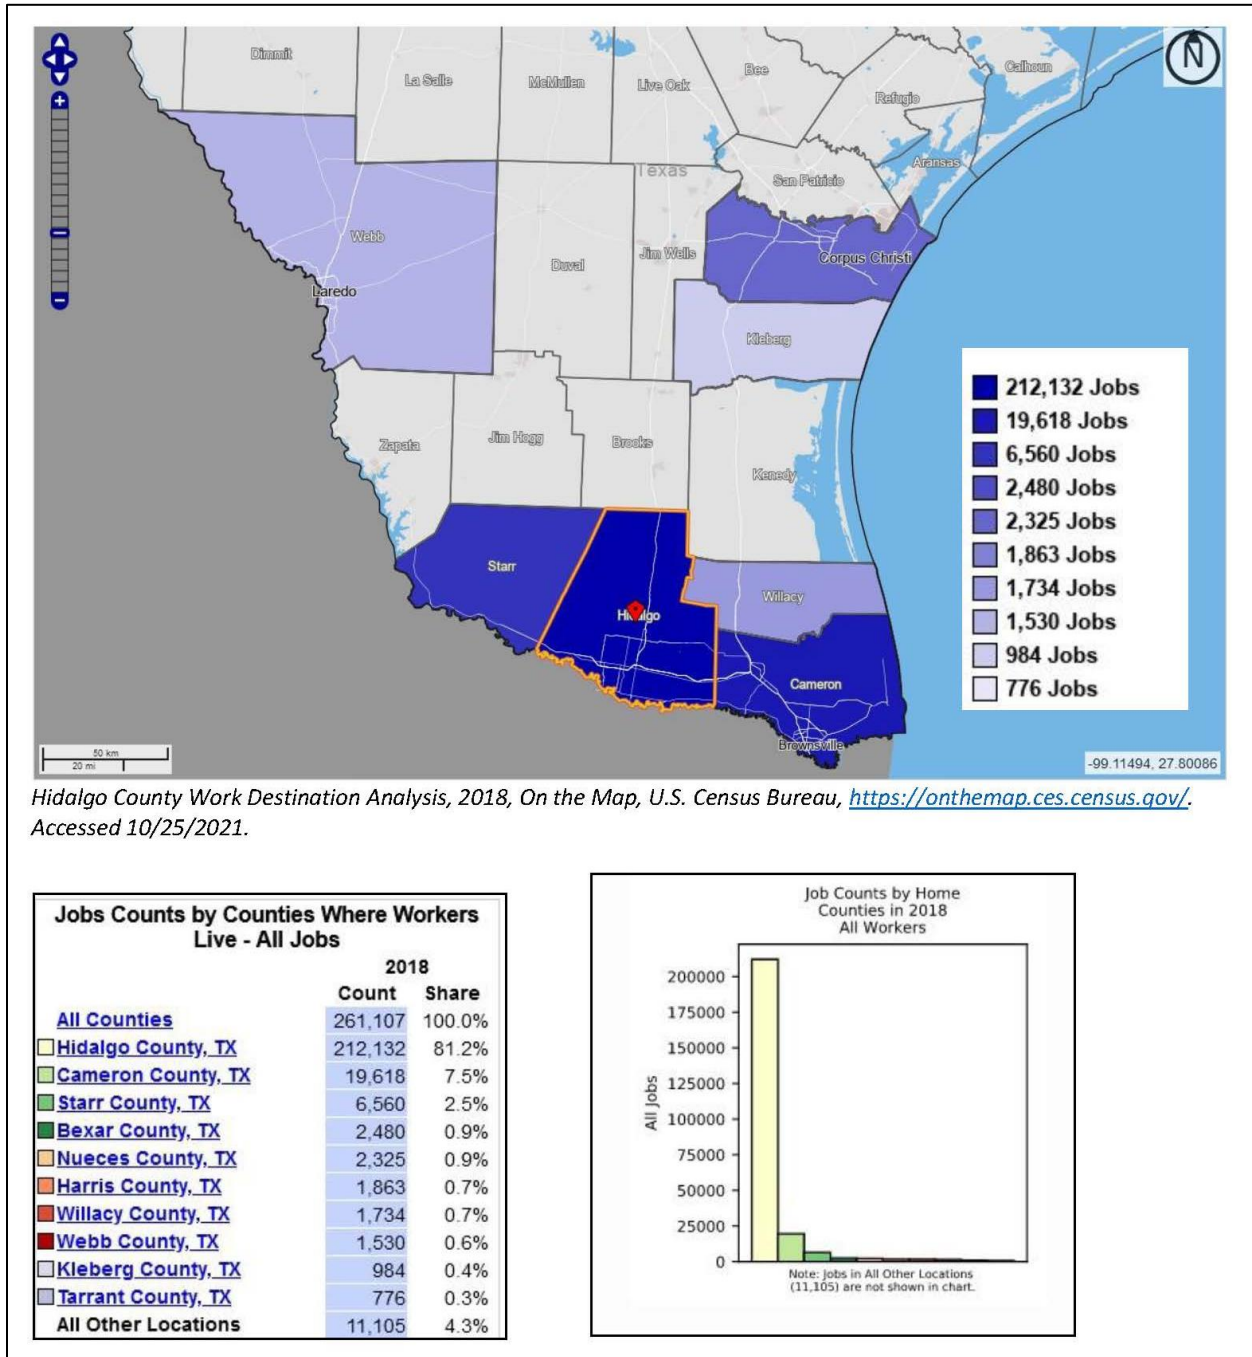 Dimmit
La Salle
McMullen
Live Oak
Bee
Refugio
Calhoun
N
Aransas
San Patricio
Texas
Webb
Duval
Jim Wells
Corpus Christi
Laredo
Kleberg
Zapata
Jim Hogg
Brooks
Kenedy
212,132 Jobs
19,618 Jobs
6,560 Jobs
2,480 Jobs
2,325 Jobs
1,863 Jobs
1,734 Jobs
1,530 Jobs
984 Jobs
776 Jobs
Starr
Hidalgo
Willacy
Cameron
Brownsville
50 km
20 mi
-99.11494, 27.80086
Hidalgo County Work Destination Analysis, 2018, On the Map, U.S. Census Bureau, https://onthemap.ces.census.gov/.
Accessed 10/25/2021.
Jobs Counts by Counties Where Workers
Live - All Jobs
2018
Count Share
All Counties 261,107 100.0%
Hidalgo County, TX 212,132 81.2%
Cameron County, TX 19,618 7.5%
Starr County, TX 6,560 2.5%
Bexar County, TX 2,480 0.9%
Nueces County, TX 2,325 0.9%
Harris County, TX 1,863 0.7%
Willacy County, TX 1,734 0.7%
Webb County, TX 1,530 0.6%
Kleberg County, TX 984 0.4%
Tarrant County, TX 776 0.3%
All Other Locations 11,105 4.3%
Job Counts by Home
Counties in 2018
All Workers
All Jobs
200000
175000
150000
125000
100000
75000
50000
25000
0
Note: Jobs in All Other Locations
(11,105) are not shown in chart.